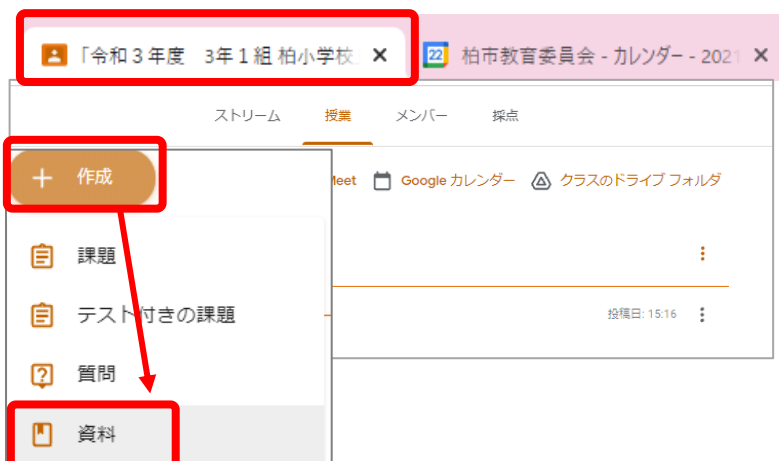 「令和３年度　3年１組 柏小学校
22 柏市教育委員会 - カレンダー - 2021
ストリーム 授業 メンバー 採点
＋ 作成
Meet Google カレンダー クラスのドライブ フォルダ
課題
テスト付きの課題
投稿日: 15:16
質問
資料